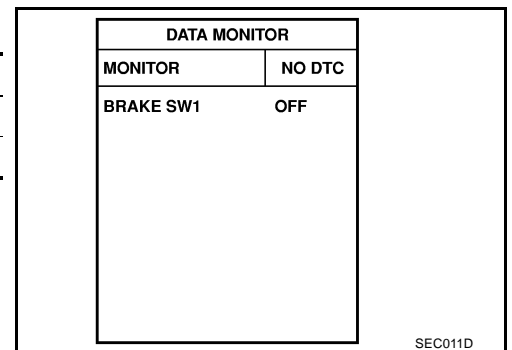 DATA MONITOR
MONITOR NO DTC
BRAKE SW1 OFF
SEC011D